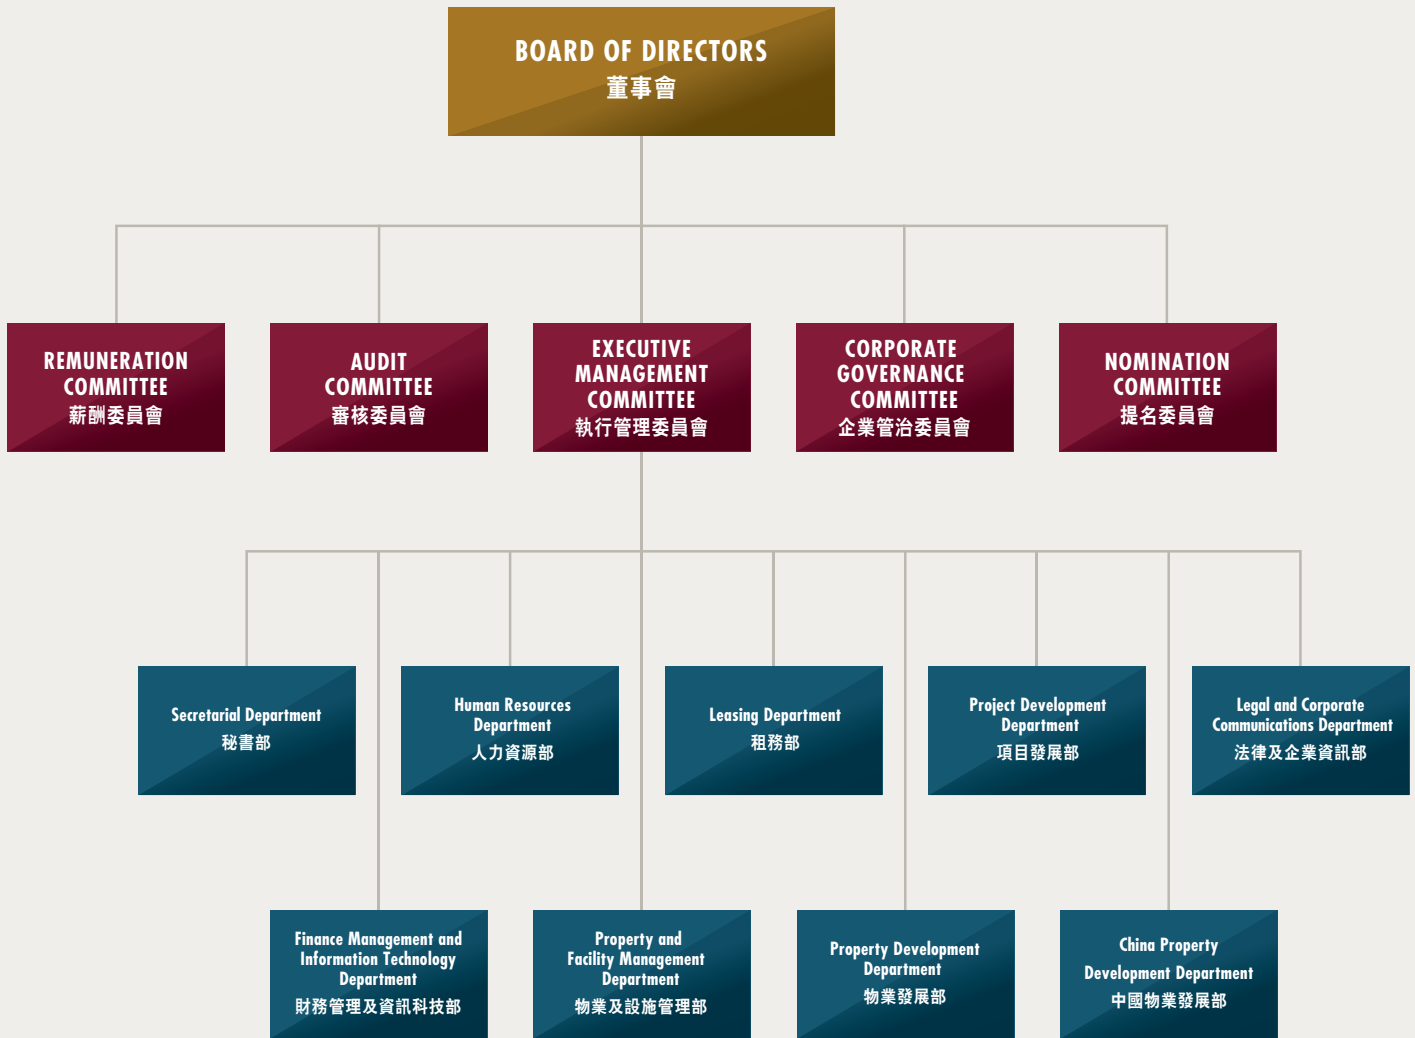 BOARD OF DIRECTORS
董事會
REMUNERATION
COMMITTEE
薪酬委員會
AUDIT
COMMITTEE
審核委員會
EXECUTIVE
MANAGEMENT
COMMITTEE
執行管理委員會
CORPORATE
GOVERNANCE
COMMITTEE
企業管治委員會
NOMINATION
COMMITTEE
提名委員會
Secretarial Department
秘書部
Human Resources
Department
人力資源部
Leasing Department
租務部
Project Development
Department
項目發展部
Legal and Corporate
Communications Department
法律及企業資訊部
Finance Management and
Information Technology
Department
財務管理及資訊科技部
Property and
Facility Management
Department
物業及設施管理部
Property Development
Department
物業發展部
China Property
Development Department
中國物業發展部